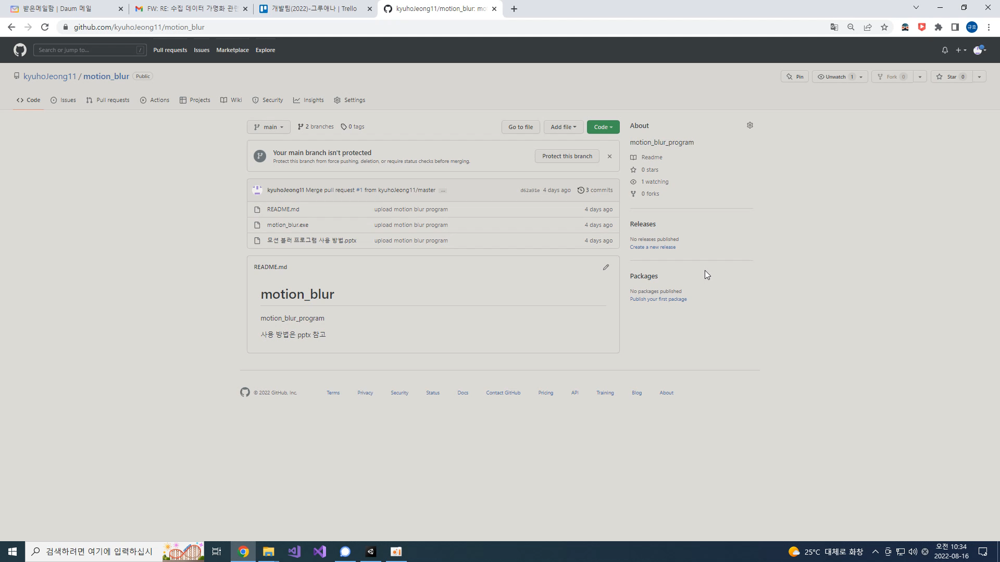 받은메일함 | Daum 메일
FW: RE: 수집 데이터 가명화 관련
개발팀(2022)-그루애나 | Trello
kyuhoJeong11/motion_blur: mo
github.com/kyuhoJeong11/motion_blur
규호
Search or jump to... /
Pull requests Issues Marketplace Explore
kyuhoJeong11 / motion_blur Public
Pin Unwatch 1 Fork 0 Star 0
Code Issues Pull requests Actions Projects Wiki Security Insights Settings
main 2 branches 0 tags Go to file Add file Code
Your main branch isn't protected
Protect this branch from force pushing, deletion, or require status checks before merging.
Protect this branch
kyuhoJeong11 Merge pull request #1 from kyuhoJeong11/master ... d62a91e 4 days ago 3 commits
README.md upload motion blur program 4 days ago
motion_blur.exe upload motion blur program 4 days ago
모션 블러 프로그램 사용 방법.pptx upload motion blur program 4 days ago
README.md
motion_blur
motion_blur_program
사용 방법은 pptx 참고
About
motion_blur_program
Readme
0 stars
1 watching
0 forks
Releases
No releases published
Create a new release
Packages
No packages published
Publish your first package
© 2022 GitHub, Inc. Terms Privacy Security Status Docs Contact GitHub Pricing API Training Blog About
검색하려면 여기에 입력하십시
25°C 대체로 화창
오전 10:34
2022-08-16